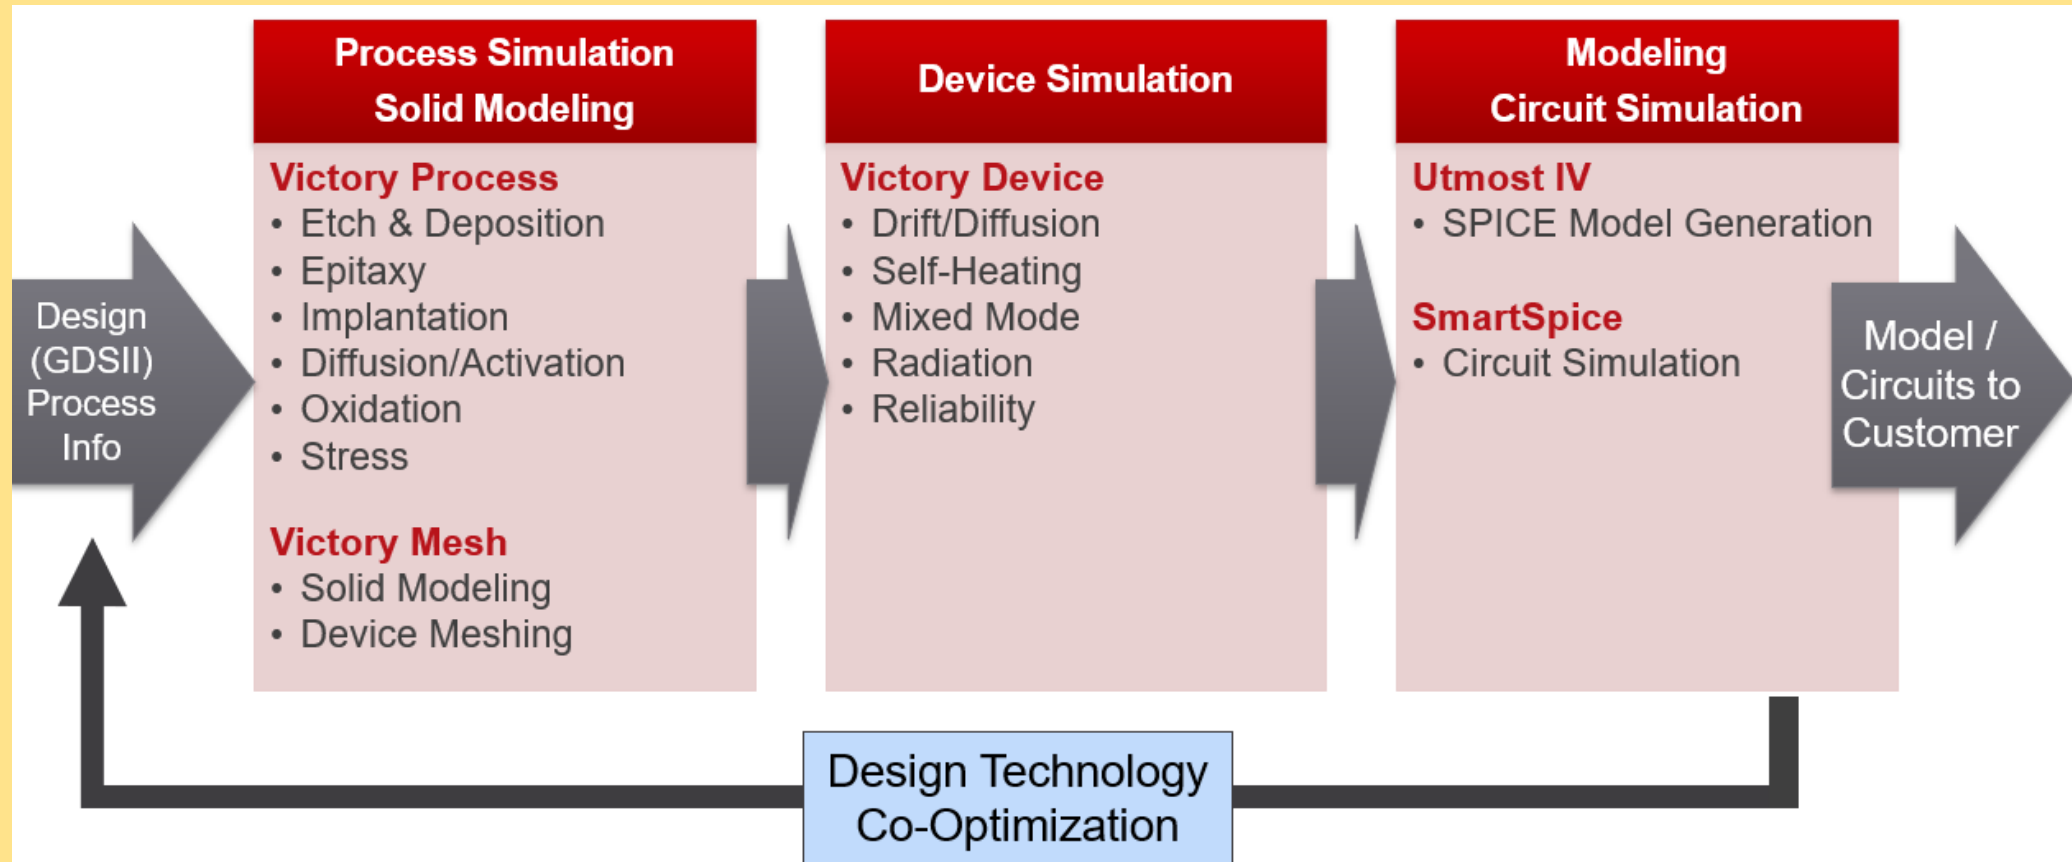 Design
(GDSII)
Process
Info
Process Simulation
Solid Modeling
Victory Process
• Etch & Deposition
• Epitaxy
• Implantation
• Diffusion/Activation
• Oxidation
• Stress
Victory Mesh
• Solid Modeling
• Device Meshing
Device Simulation
Victory Device
• Drift/Diffusion
• Self-Heating
• Mixed Mode
• Radiation
• Reliability
Modeling
Circuit Simulation
Utmost IV
• SPICE Model Generation
SmartSpice
• Circuit Simulation
Model /
Circuits to
Customer
Design Technology
Co-Optimization